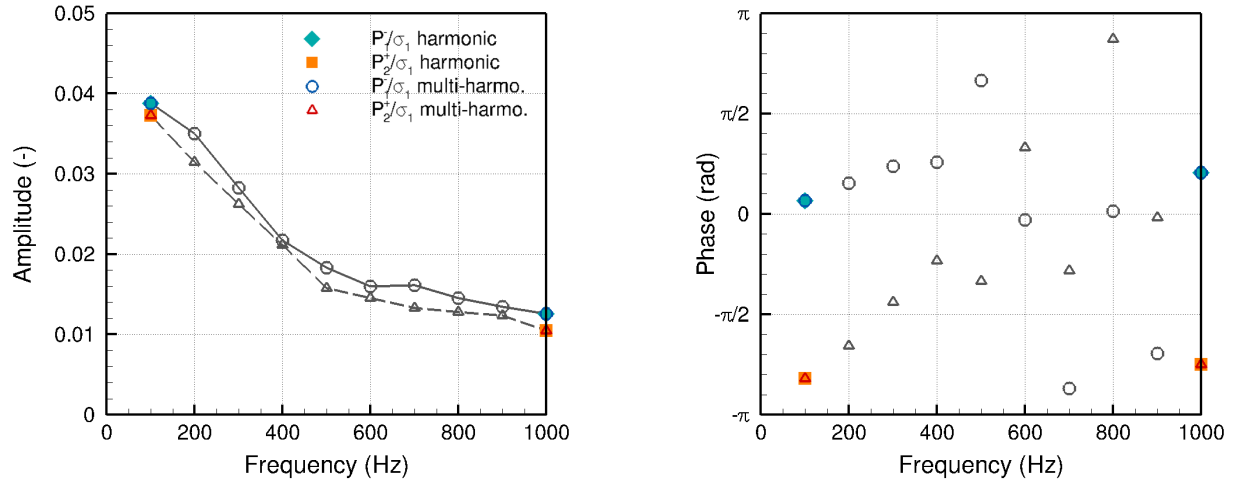 0.05
0.04
0.03
0.02
0.01
0
0 200 400 600 800 1000
Amplitude (-)
Frequency (Hz)
P₁⁻/σ₁ harmonic
P₂⁺/σ₁ harmonic
P₁⁻/σ₁ multi-harmo.
P₂⁺/σ₁ multi-harmo.
π
π/2
0
-π/2
-π
0 200 400 600 800 1000
Phase (rad)
Frequency (Hz)